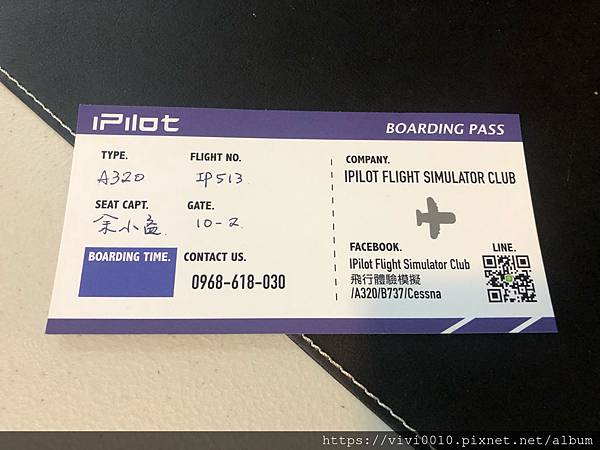 iPilot
BOARDING PASS
TYPE.
FLIGHT NO.
A320
IP513
SEAT CAPT.
GATE.
余小益
10-2
BOARDING TIME.
CONTACT US.
0968-618-030
COMPANY.
IPILOT FLIGHT SIMULATOR CLUB
FACEBOOK.
LINE.
IPilot Flight Simulator Club
飛行體驗模擬
/A320/B737/Cessna
https://vivi0010.pixnet.net/album